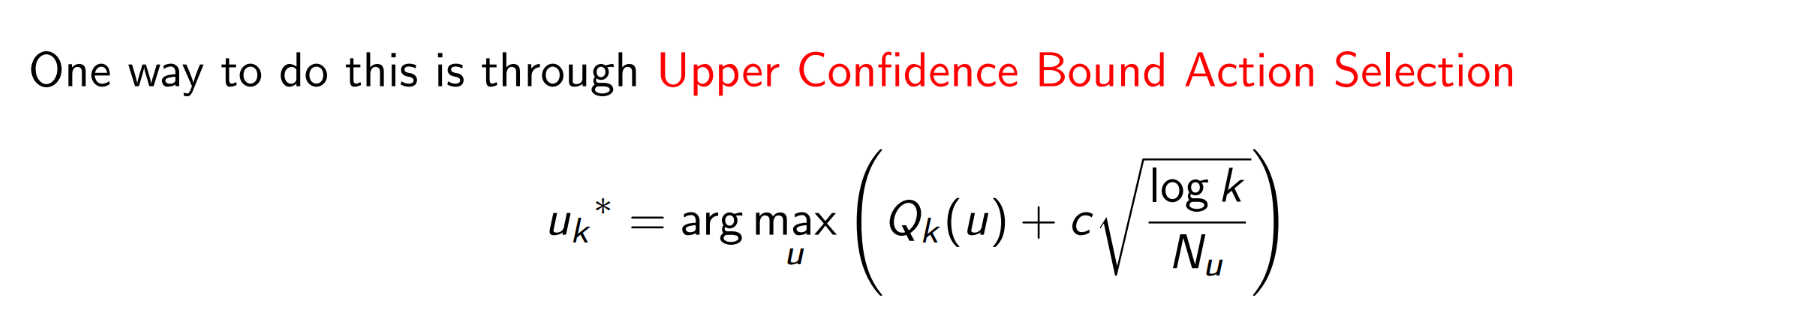 One way to do this is through Upper Confidence Bound Action Selection
$u_k{}^* = \arg\max_u \left( Q_k(u) + c\sqrt{\frac{\log k}{N_u}} \right)$